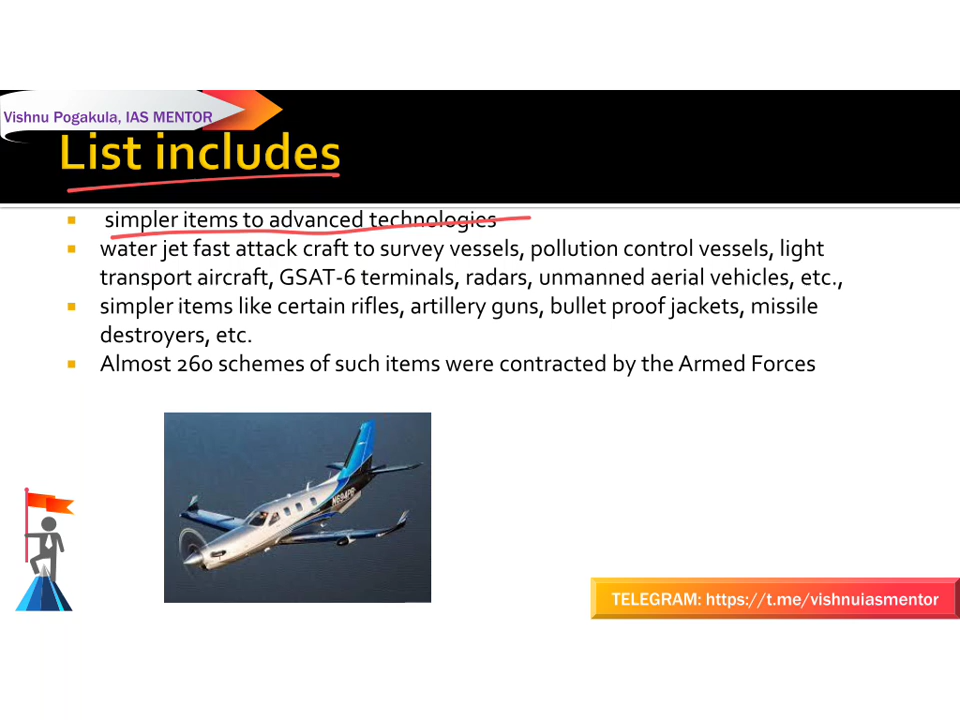 Vishnu Pogakula, IAS MENTOR
List includes
simpler items to advanced technologies
water jet fast attack craft to survey vessels, pollution control vessels, light
transport aircraft, GSAT-6 terminals, radars, unmanned aerial vehicles, etc.,
simpler items like certain rifles, artillery guns, bullet proof jackets, missile
destroyers, etc.
Almost 260 schemes of such items were contracted by the Armed Forces
N694PB
TELEGRAM: https://t.me/vishnuiasmentor